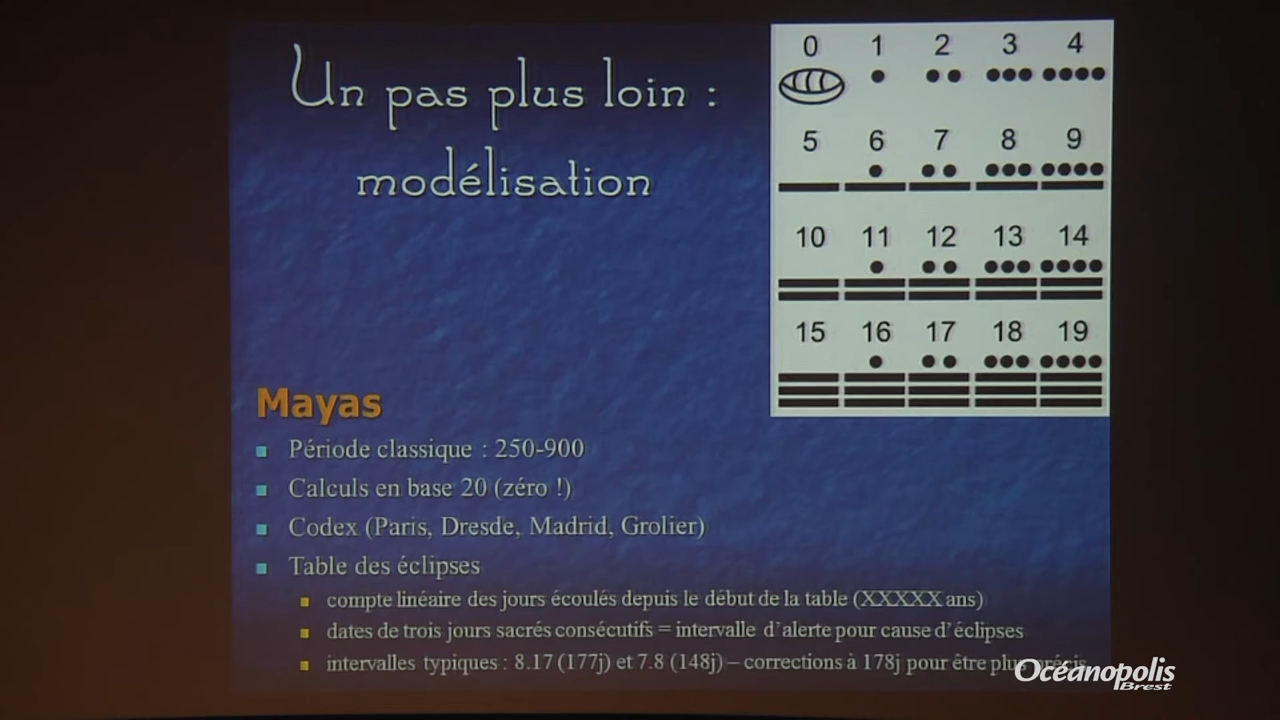 Un pas plus loin :
modélisation
0 1 2 3 4
5 6 7 8 9
10 11 12 13 14
15 16 17 18 19
Mayas
Période classique : 250-900
Calculs en base 20 (zéro !)
Codex (Paris, Dresde, Madrid, Grolier)
Table des éclipses
compte linéaire des jours écoulés depuis le début de la table (XXXXX ans)
dates de trois jours sacrés consécutifs = intervalle d'alerte pour cause d'éclipses
intervalles typiques : 8.17 (177j) et 7.8 (148j) – corrections à 178j pour être plus précis
Océanopolis
Brest